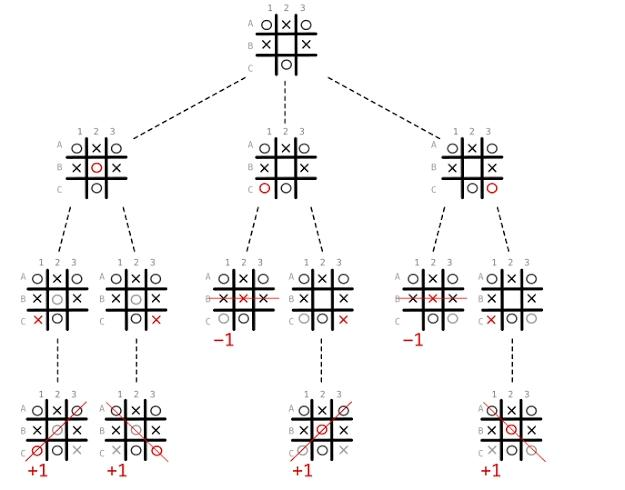 1 2 3
A O X O
B X X
C O
1 2 3
A O X O
B X O X
C O
1 2 3
A O X O
B X X
C O O
1 2 3
A O X O
B X X
C O O
1 2 3
A O X O
B X O X
C X O
1 2 3
A O X O
B X O X
C O X
1 2 3
A O X O
B X X X
C O O
−1
1 2 3
A O X O
B X X
C O O X
1 2 3
A O X O
B X X X
C O O
−1
1 2 3
A O X O
B X X
C X O O
1 2 3
A O X O
B X O X
C O O X
+1
1 2 3
A O X O
B X O X
C X O O
+1
1 2 3
A O X O
B X O X
C O O X
+1
1 2 3
A O X O
B X O X
C X O O
+1